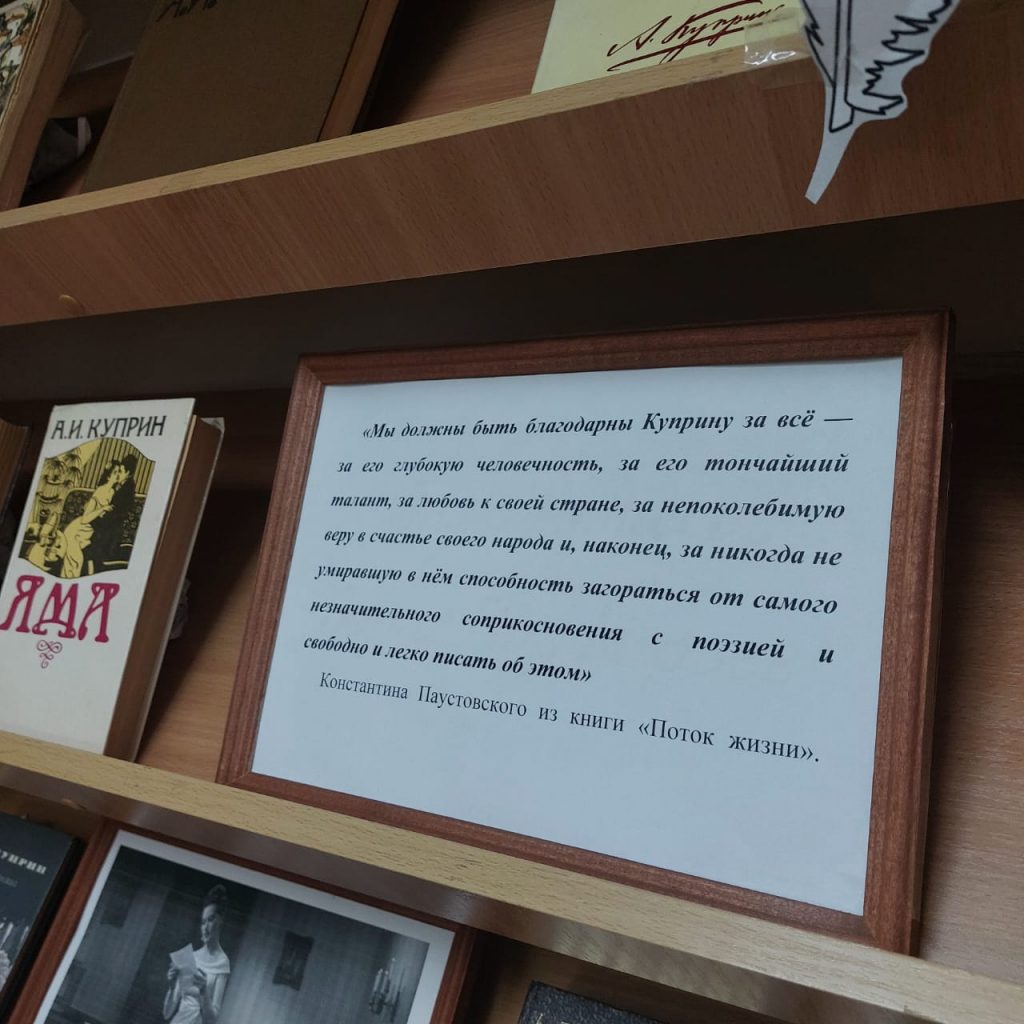 А. Куприн
А.И. КУПРИН
ЯМА
«Мы должны быть благодарны Куприну за всё —
за его глубокую человечность, за его тончайший
талант, за любовь к своей стране, за непоколебимую
веру в счастье своего народа и, наконец, за никогда не
умиравшую в нём способность загораться от самого
незначительного соприкосновения с поэзией и
свободно и легко писать об этом»
Константина Паустовского из книги «Поток жизни».